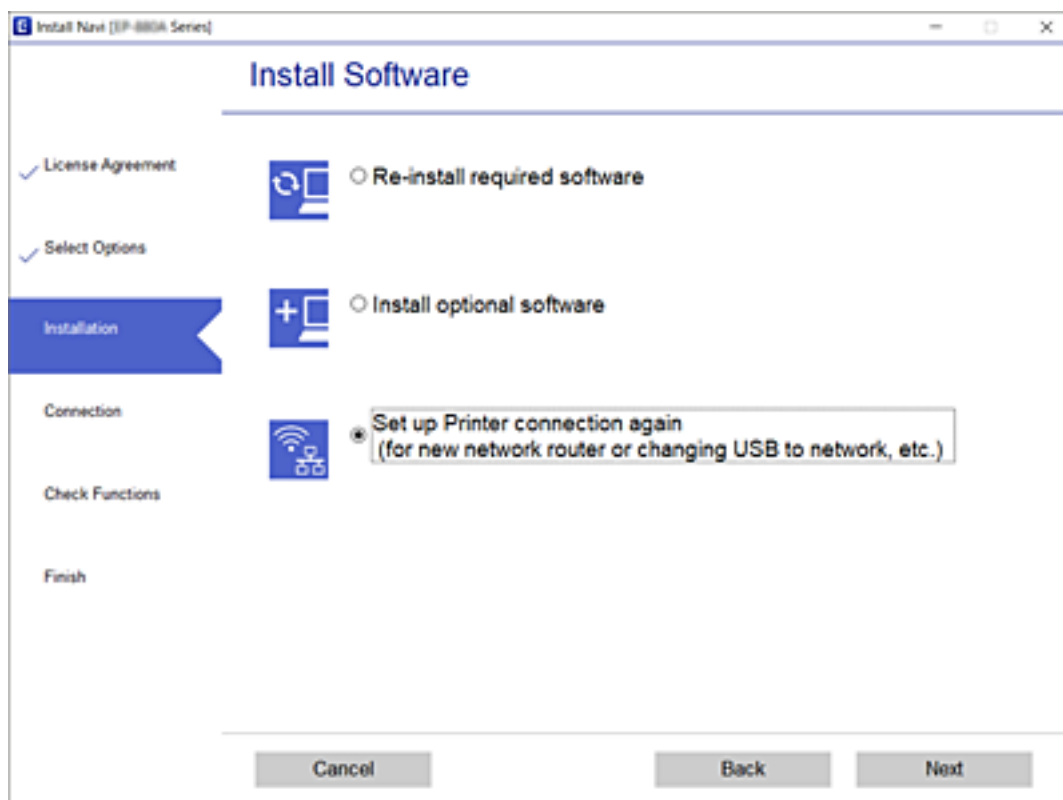 Install Navi [EP-880A Series]
Install Software
License Agreement
Select Options
Installation
Connection
Check Functions
Finish
Re-install required software
Install optional software
Set up Printer connection again
(for new network router or changing USB to network, etc.)
Cancel
Back
Next